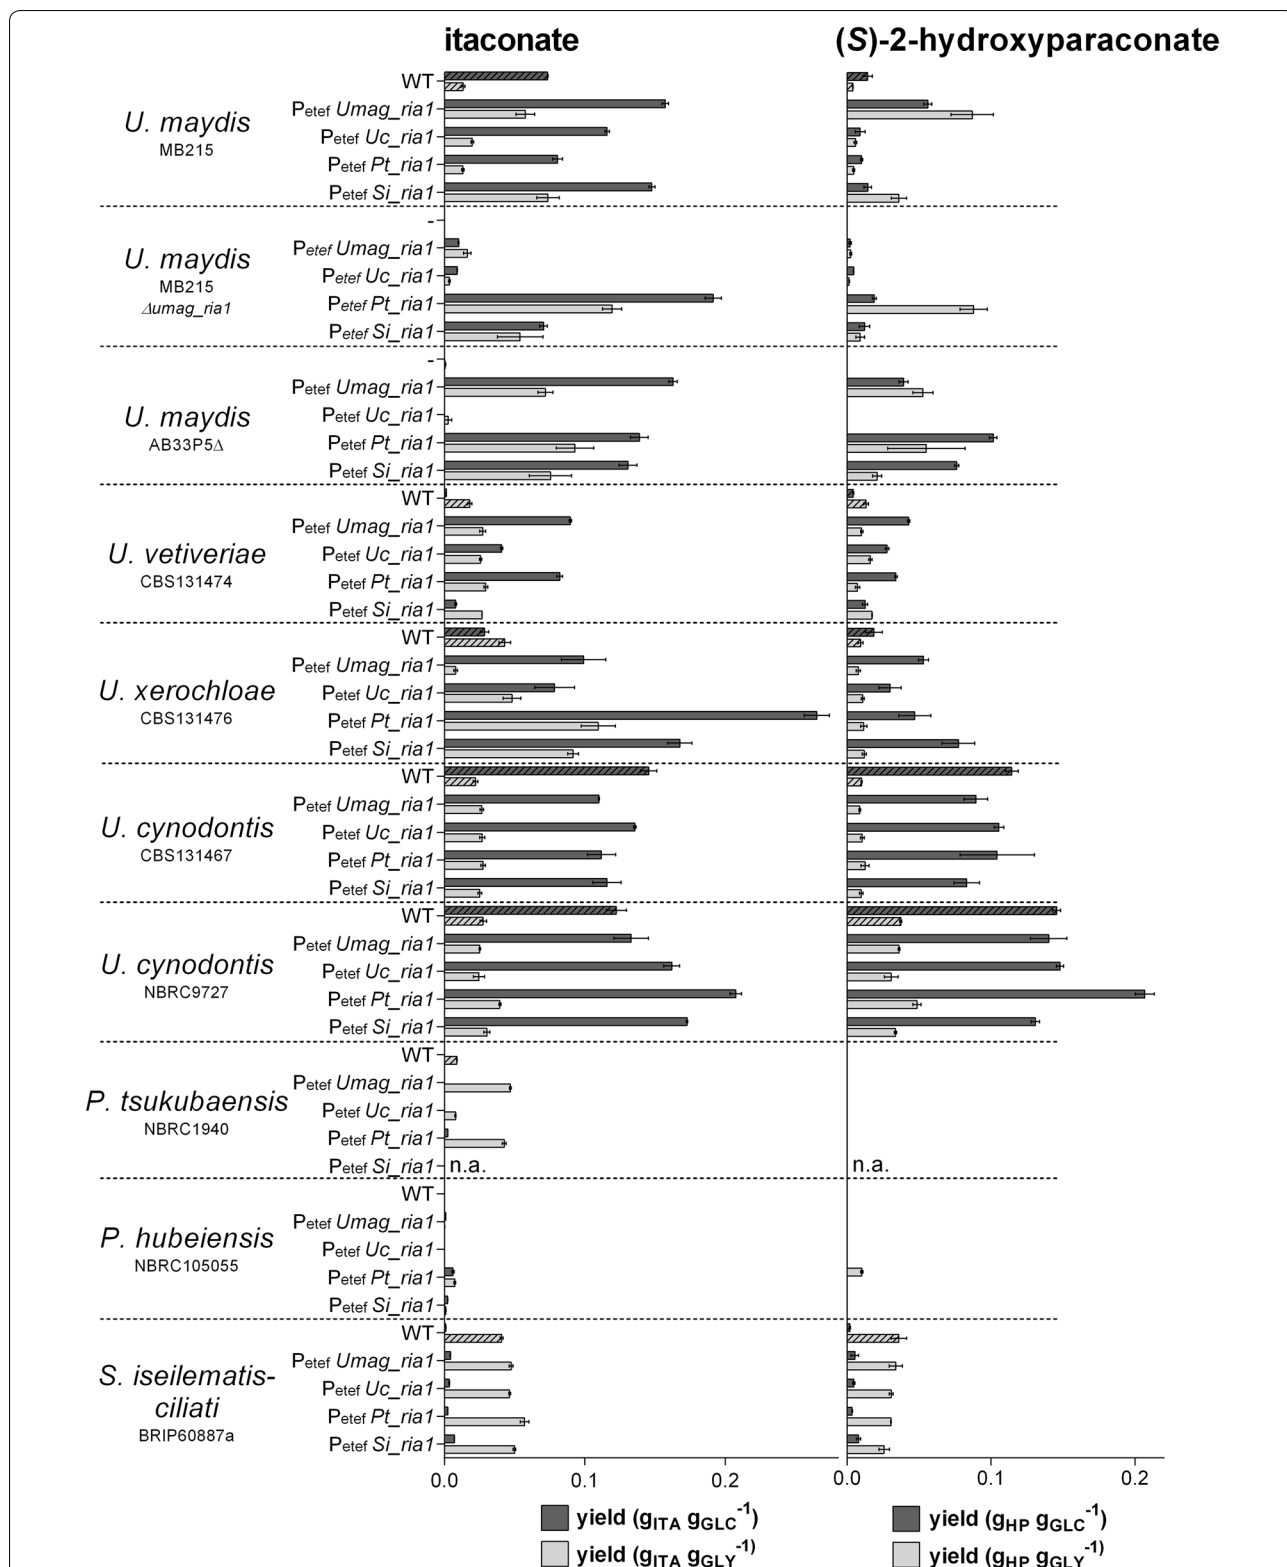 itaconate (S)-2-hydroxyparaconate
U. maydis
MB215
WT
Petef Umag_ria1
Petef Uc_ria1
Petef Pt_ria1
Petef Si_ria1
U. maydis
MB215
Δumag_ria1
-
Petef Umag_ria1
Petef Uc_ria1
Petef Pt_ria1
Petef Si_ria1
U. maydis
AB33P5Δ
-
Petef Umag_ria1
Petef Uc_ria1
Petef Pt_ria1
Petef Si_ria1
U. vetiveriae
CBS131474
WT
Petef Umag_ria1
Petef Uc_ria1
Petef Pt_ria1
Petef Si_ria1
U. xerochloae
CBS131476
WT
Petef Umag_ria1
Petef Uc_ria1
Petef Pt_ria1
Petef Si_ria1
U. cynodontis
CBS131467
WT
Petef Umag_ria1
Petef Uc_ria1
Petef Pt_ria1
Petef Si_ria1
U. cynodontis
NBRC9727
WT
Petef Umag_ria1
Petef Uc_ria1
Petef Pt_ria1
Petef Si_ria1
P. tsukubaensis
NBRC1940
WT
Petef Umag_ria1
Petef Uc_ria1
Petef Pt_ria1
Petef Si_ria1 n.a. n.a.
P. hubeiensis
NBRC105055
WT
Petef Umag_ria1
Petef Uc_ria1
Petef Pt_ria1
Petef Si_ria1
S. iseilematis-
ciliati
BRIP60887a
WT
Petef Umag_ria1
Petef Uc_ria1
Petef Pt_ria1
Petef Si_ria1
0.0 0.1 0.2 0.0 0.1 0.2
yield (gITA gGLC-1) yield (gHP gGLC-1)
yield (gITA gGLY-1) yield (gHP gGLY-1)